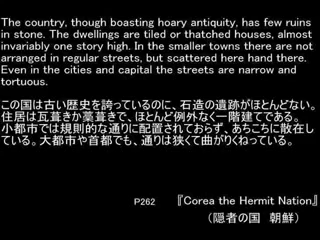 The country, though boasting hoary antiquity, has few ruins
in stone. The dwellings are tiled or thatched houses, almost
invariably one story high. In the smaller towns there are not
arranged in regular streets, but scattered here hand there.
Even in the cities and capital the streets are narrow and
tortuous.
この国は古い歴史を誇っているのに、石造の遺跡がほとんどない。
住居は瓦葺きか藁葺きで、ほとんど例外なく一階建てである。
小都市では規則的な通りに配置されておらず、あちこちに散在し
ている。大都市や首都でも、通りは狭くて曲がりくねっている。
P262 『Corea the Hermit Nation』
（隠者の国　朝鮮）